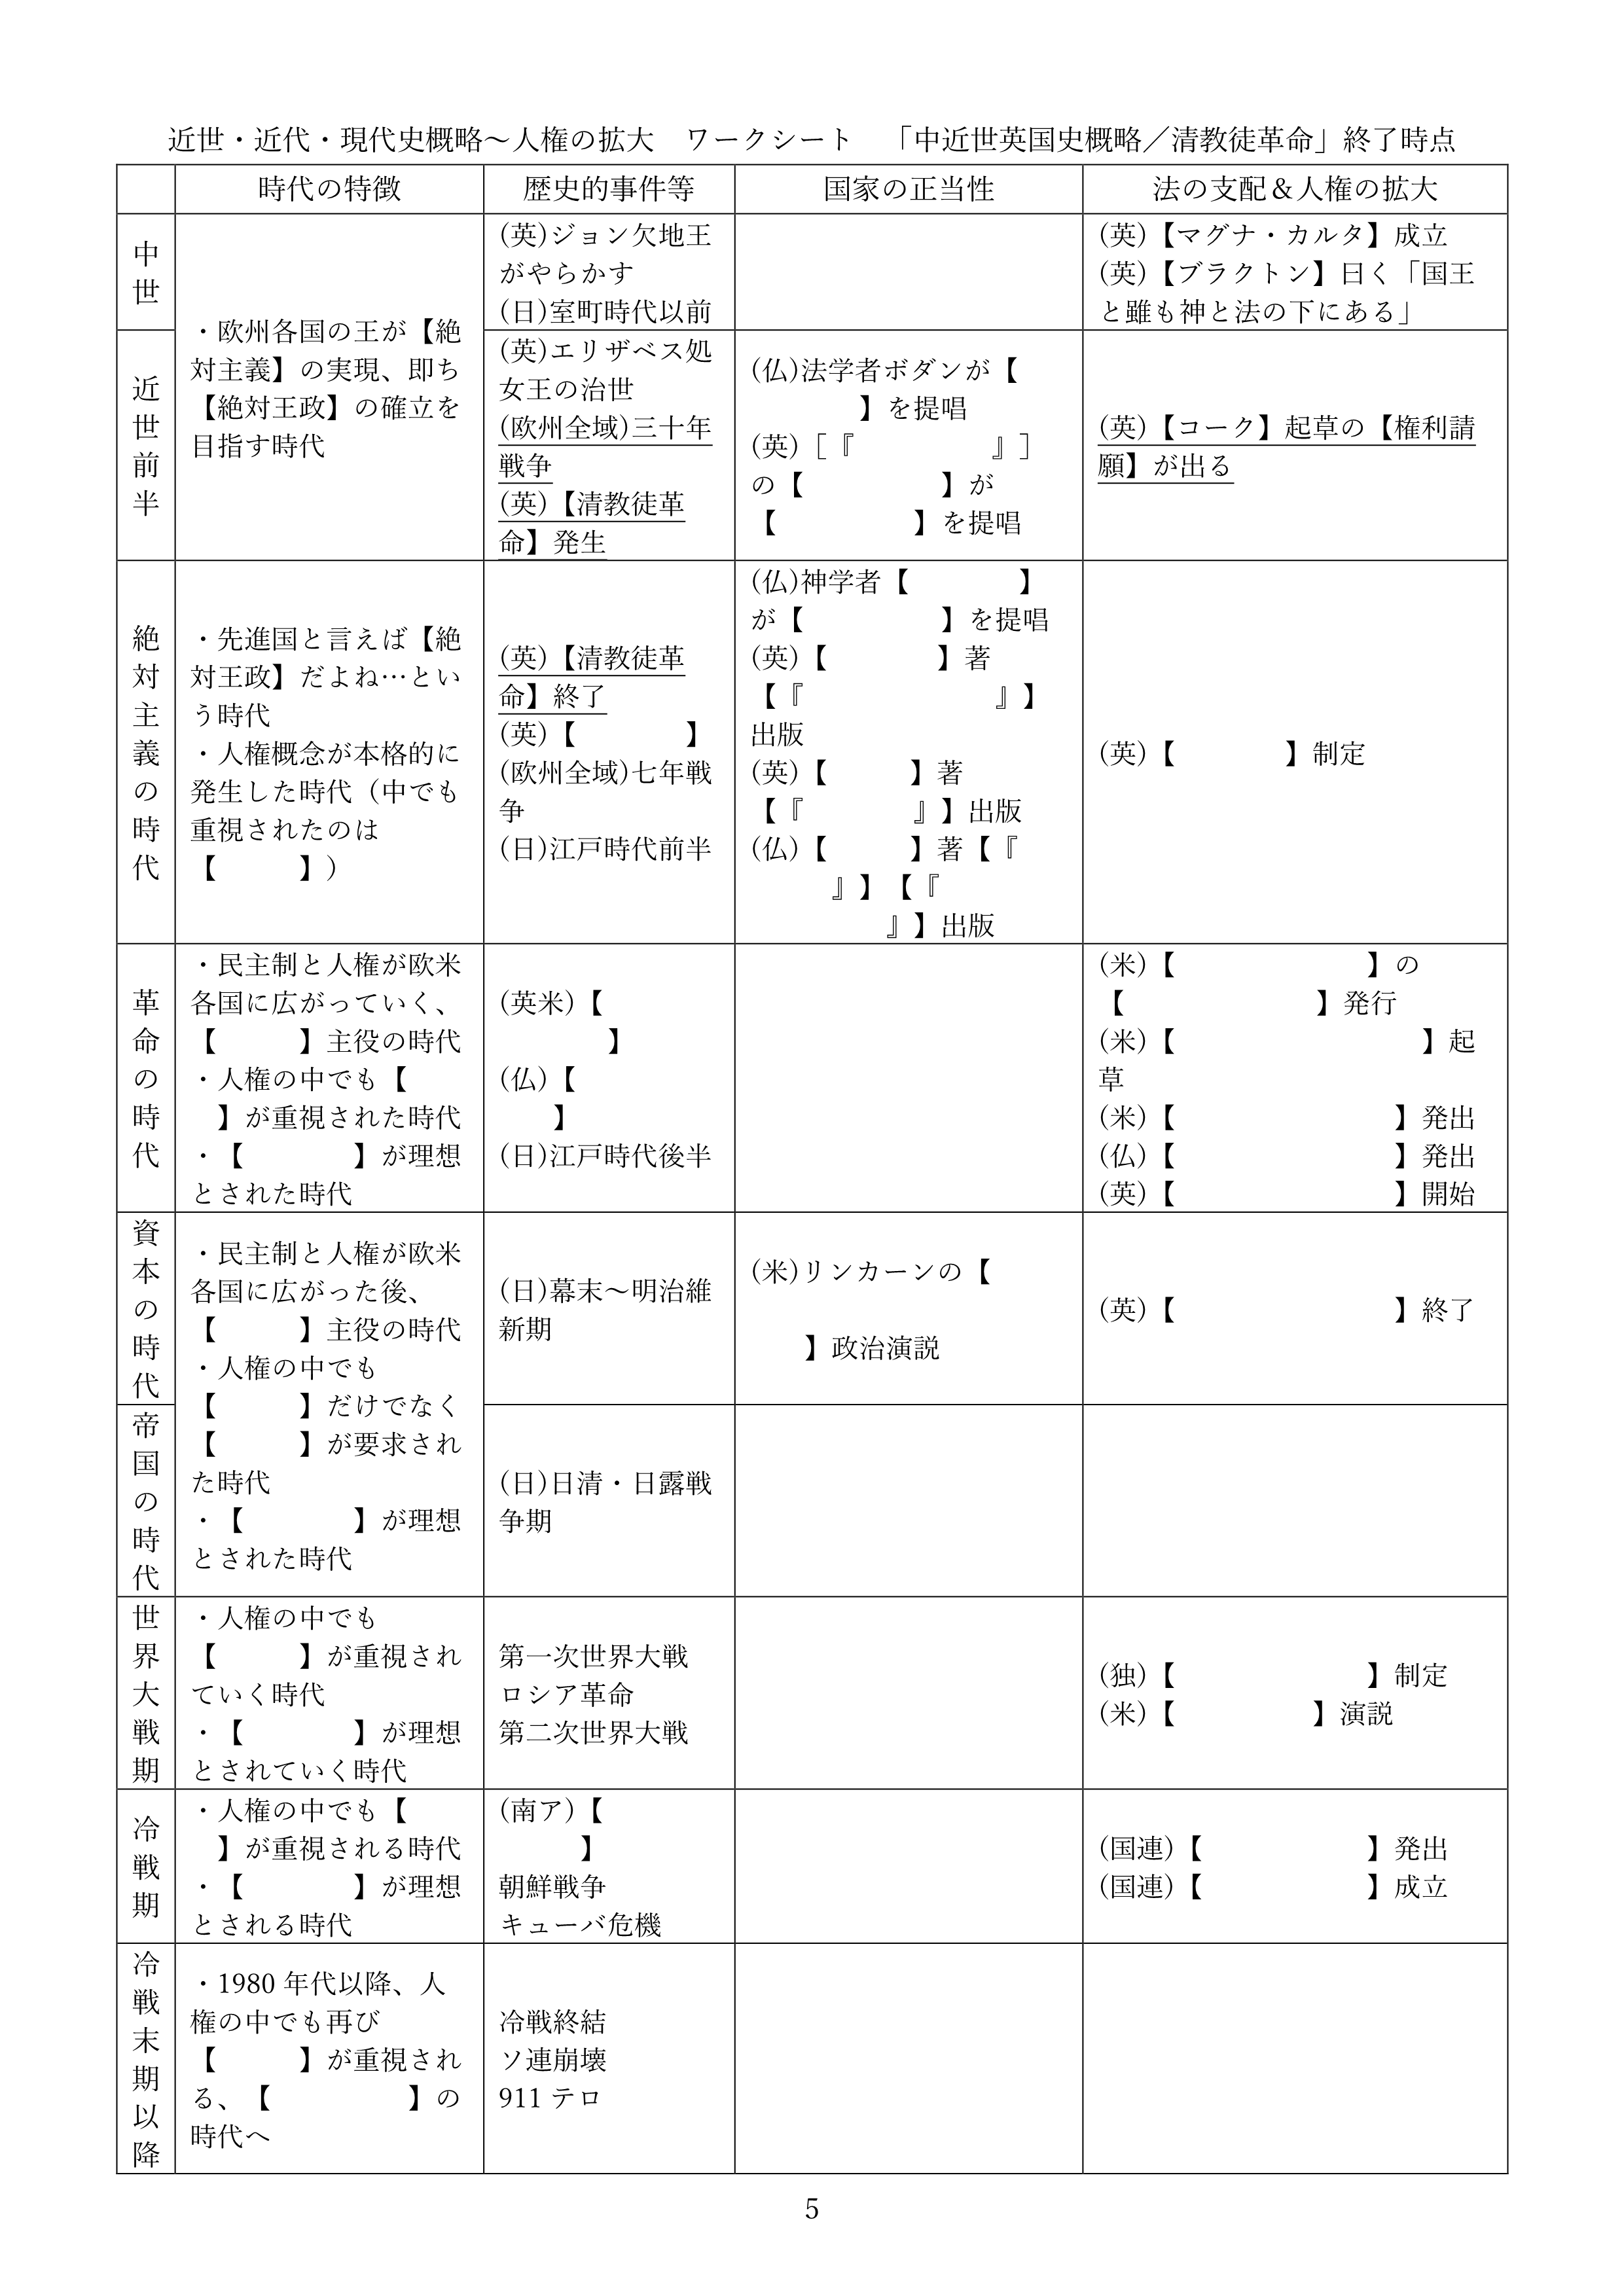 近世・近代・現代史概略～人権の拡大　ワークシート　「中近世英国史概略／清教徒革命」終了時点
時代の特徴
歴史的事件等
国家の正当性
法の支配＆人権の拡大
中世
・欧州各国の王が【絶
対主義】の実現、即ち
【絶対王政】の確立を
目指す時代
(英)ジョン欠地王
がやらかす
(日)室町時代以前
(英)【マグナ・カルタ】成立
(英)【ブラクトン】曰く「国王
と雖も神と法の下にある」
近世前半
(英)エリザベス処
女王の治世
(欧州全域)三十年
戦争
(英)【清教徒革
命】発生
(仏)法学者ボダンが【
】を提唱
(英)［『　　　　　』］
の【　　　　　】が
【　　　　　】を提唱
(英)【コーク】起草の【権利請
願】が出る
絶対主義の時代
・先進国と言えば【絶
対王政】だよね…とい
う時代
・人権概念が本格的に
発生した時代（中でも
重視されたのは
【　　　】）
(英)【清教徒革
命】終了
(英)【　　　　】
(欧州全域)七年戦
争
(日)江戸時代前半
(仏)神学者【　　　　】
が【　　　　　】を提唱
(英)【　　　　】著
【『　　　　　　　』】
出版
(英)【　　　】著
【『　　　　』】出版
(仏)【　　　】著【『
』】【『
』】出版
(英)【　　　　】制定
革命の時代
・民主制と人権が欧米
各国に広がっていく、
【　　　】主役の時代
・人権の中でも【
】が重視された時代
・【　　　　】が理想
とされた時代
(英米)【
】
(仏)【
】
(日)江戸時代後半
(米)【　　　　　　　】の
【　　　　　　　】発行
(米)【　　　　　　　　　】起
草
(米)【　　　　　　　　】発出
(仏)【　　　　　　　　】発出
(英)【　　　　　　　　】開始
資本の時代
・民主制と人権が欧米
各国に広がった後、
【　　　】主役の時代
・人権の中でも
【　　　】だけでなく
【　　　】が要求され
た時代
・【　　　　】が理想
とされた時代
(日)幕末～明治維
新期
(米)リンカーンの【
】政治演説
(英)【　　　　　　　　】終了
帝国の時代
(日)日清・日露戦
争期
世界大戦期
・人権の中でも
【　　　】が重視され
ていく時代
・【　　　　】が理想
とされていく時代
第一次世界大戦
ロシア革命
第二次世界大戦
(独)【　　　　　　　】制定
(米)【　　　　　】演説
冷戦期
・人権の中でも【
】が重視される時代
・【　　　　】が理想
とされる時代
(南ア)【
】
朝鮮戦争
キューバ危機
(国連)【　　　　　　】発出
(国連)【　　　　　　】成立
冷戦末期以降
・1980 年代以降、人
権の中でも再び
【　　　】が重視され
る、【　　　　　】の
時代へ
冷戦終結
ソ連崩壊
911 テロ
5